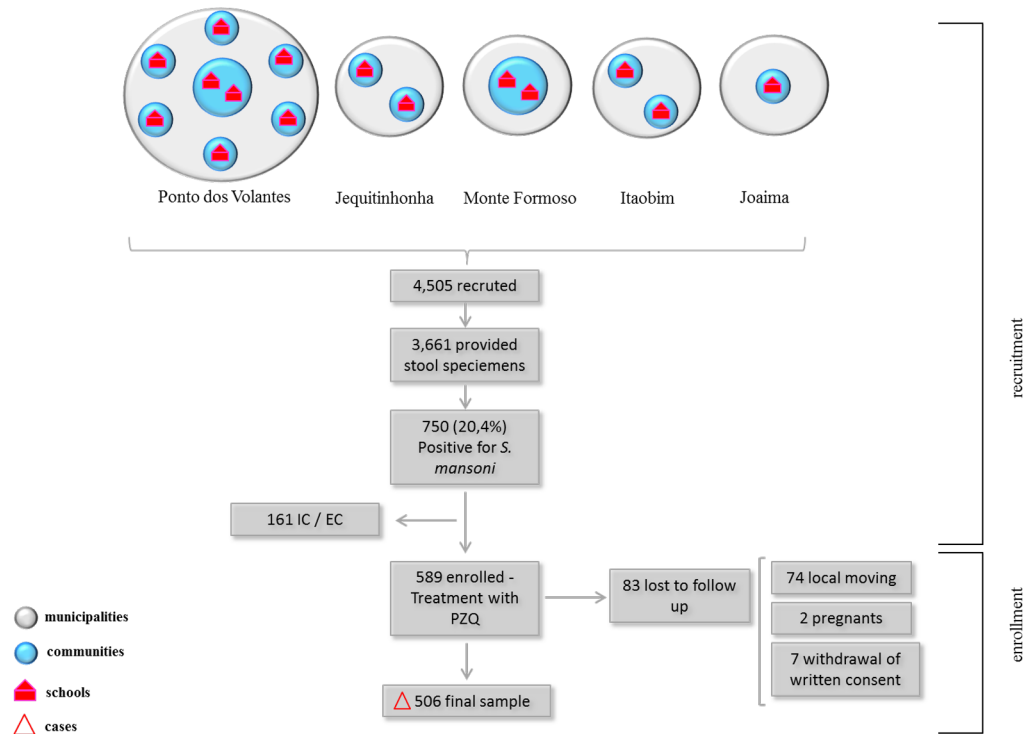 Ponto dos Volantes
Jequitinhonha
Monte Formoso
Itaobim
Joaima
4,505 recruted
3,661 provided
stool speciemens
750 (20,4%)
Positive for S.
mansoni
161 IC / EC
589 enrolled -
Treatment with
PZQ
83 lost to follow
up
74 local moving
2 pregnants
7 withdrawal of
written consent
506 final sample
recruitment
enrollment
municipalities
communities
schools
cases